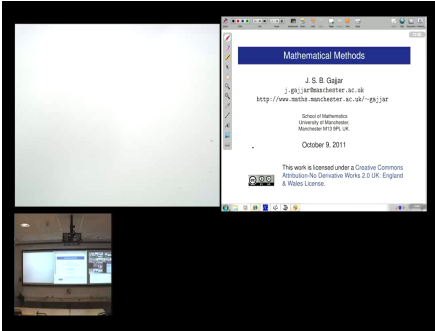 Mathematical Methods
J. S. B. Gajjar
j.gajjar@manchester.ac.uk
http://www.maths.manchester.ac.uk/~gajjar
School of Mathematics
University of Manchester,
Manchester M13 9PL UK.
October 9, 2011
This work is licensed under a Creative Commons
Attribution-No Derivative Works 2.0 UK: England
& Wales License.